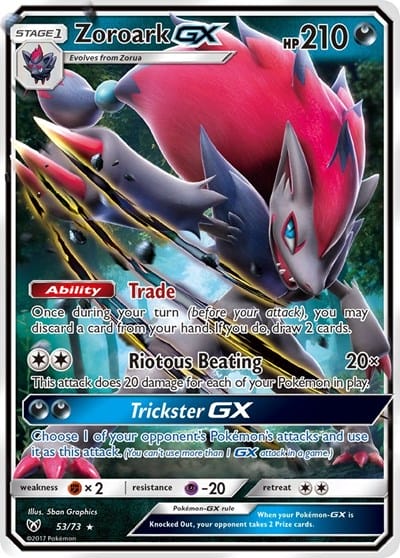 STAGE1 Zoroark GX HP210
Evolves from Zorua
Ability Trade
Once during your turn (before your attack), you may
discard a card from your hand. If you do, draw 2 cards.
Riotous Beating 20×
This attack does 20 damage for each of your Pokémon in play.
Trickster GX
Choose 1 of your opponent's Pokémon's attacks and use
it as this attack. (You can't use more than 1 GX attack in a game.)
weakness ×2 resistance -20 retreat
Illus. 5ban Graphics
53/73 ★
©2017 Pokémon
Pokémon-GX rule
When your Pokémon-GX is
Knocked Out, your opponent takes 2 Prize cards.